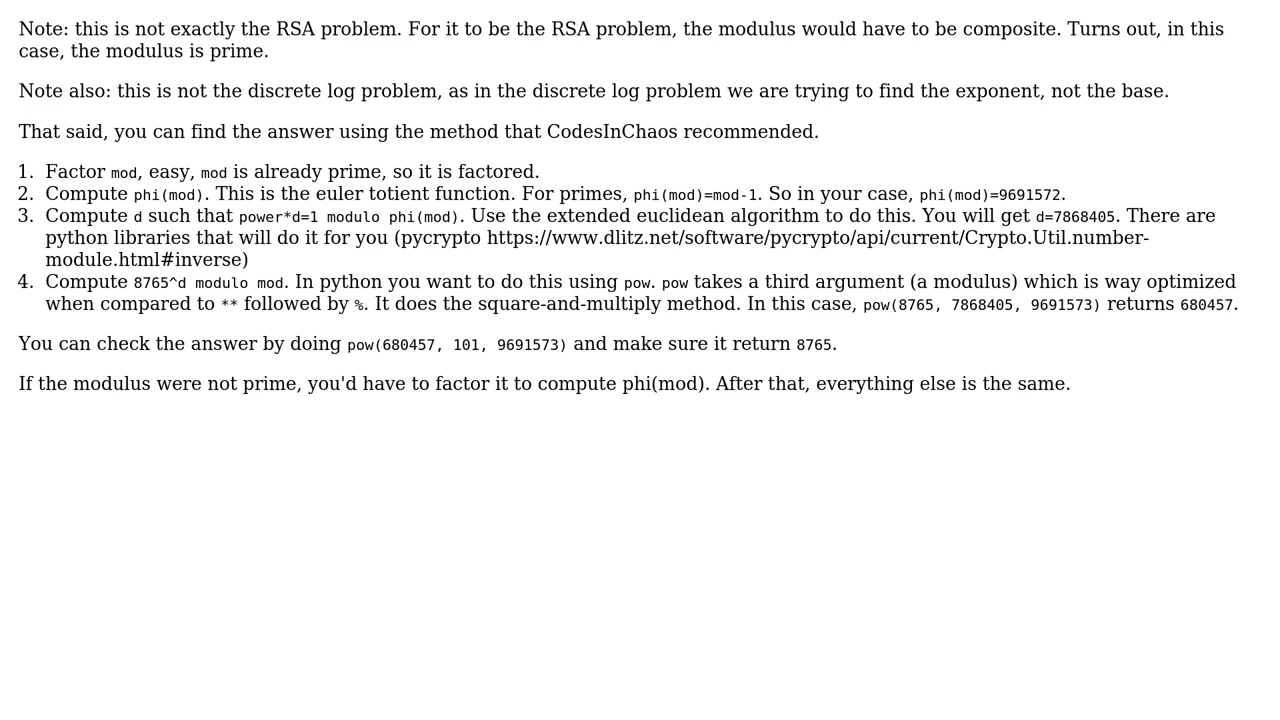 Note: this is not exactly the RSA problem. For it to be the RSA problem, the modulus would have to be composite. Turns out, in this
case, the modulus is prime.
Note also: this is not the discrete log problem, as in the discrete log problem we are trying to find the exponent, not the base.
That said, you can find the answer using the method that CodesInChaos recommended.
1. Factor mod, easy, mod is already prime, so it is factored.
2. Compute phi(mod). This is the euler totient function. For primes, phi(mod)=mod-1. So in your case, phi(mod)=9691572.
3. Compute d such that power*d=1 modulo phi(mod). Use the extended euclidean algorithm to do this. You will get d=7868405. There are
python libraries that will do it for you (pycrypto https://www.dlitz.net/software/pycrypto/api/current/Crypto.Util.number-
module.html#inverse)
4. Compute 8765^d modulo mod. In python you want to do this using pow. pow takes a third argument (a modulus) which is way optimized
when compared to ** followed by %. It does the square-and-multiply method. In this case, pow(8765, 7868405, 9691573) returns 680457.
You can check the answer by doing pow(680457, 101, 9691573) and make sure it return 8765.
If the modulus were not prime, you'd have to factor it to compute phi(mod). After that, everything else is the same.